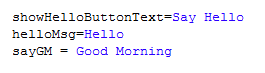 showHelloButtonText=Say Hello
helloMsg=Hello
sayGM = Good Morning